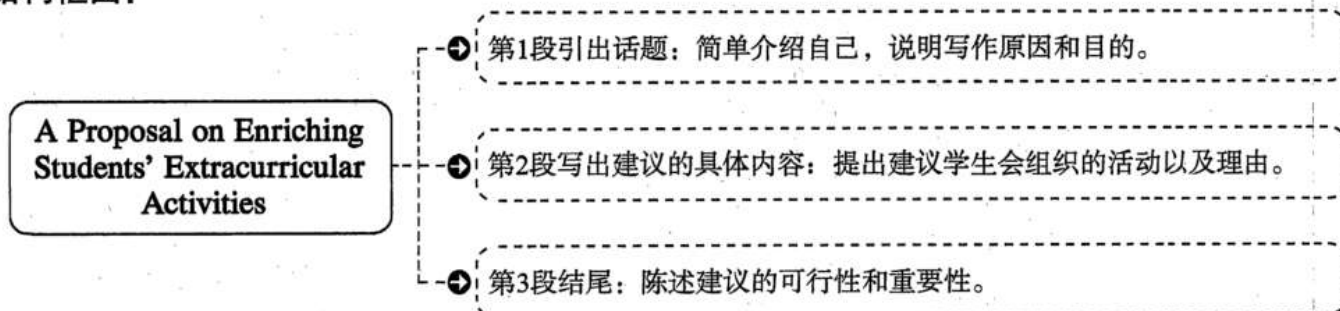 第1段引出话题：简单介绍自己，说明写作原因和目的。
A Proposal on Enriching
Students' Extracurricular
Activities
第2段写出建议的具体内容：提出建议学生会组织的活动以及理由。
第3段结尾：陈述建议的可行性和重要性。